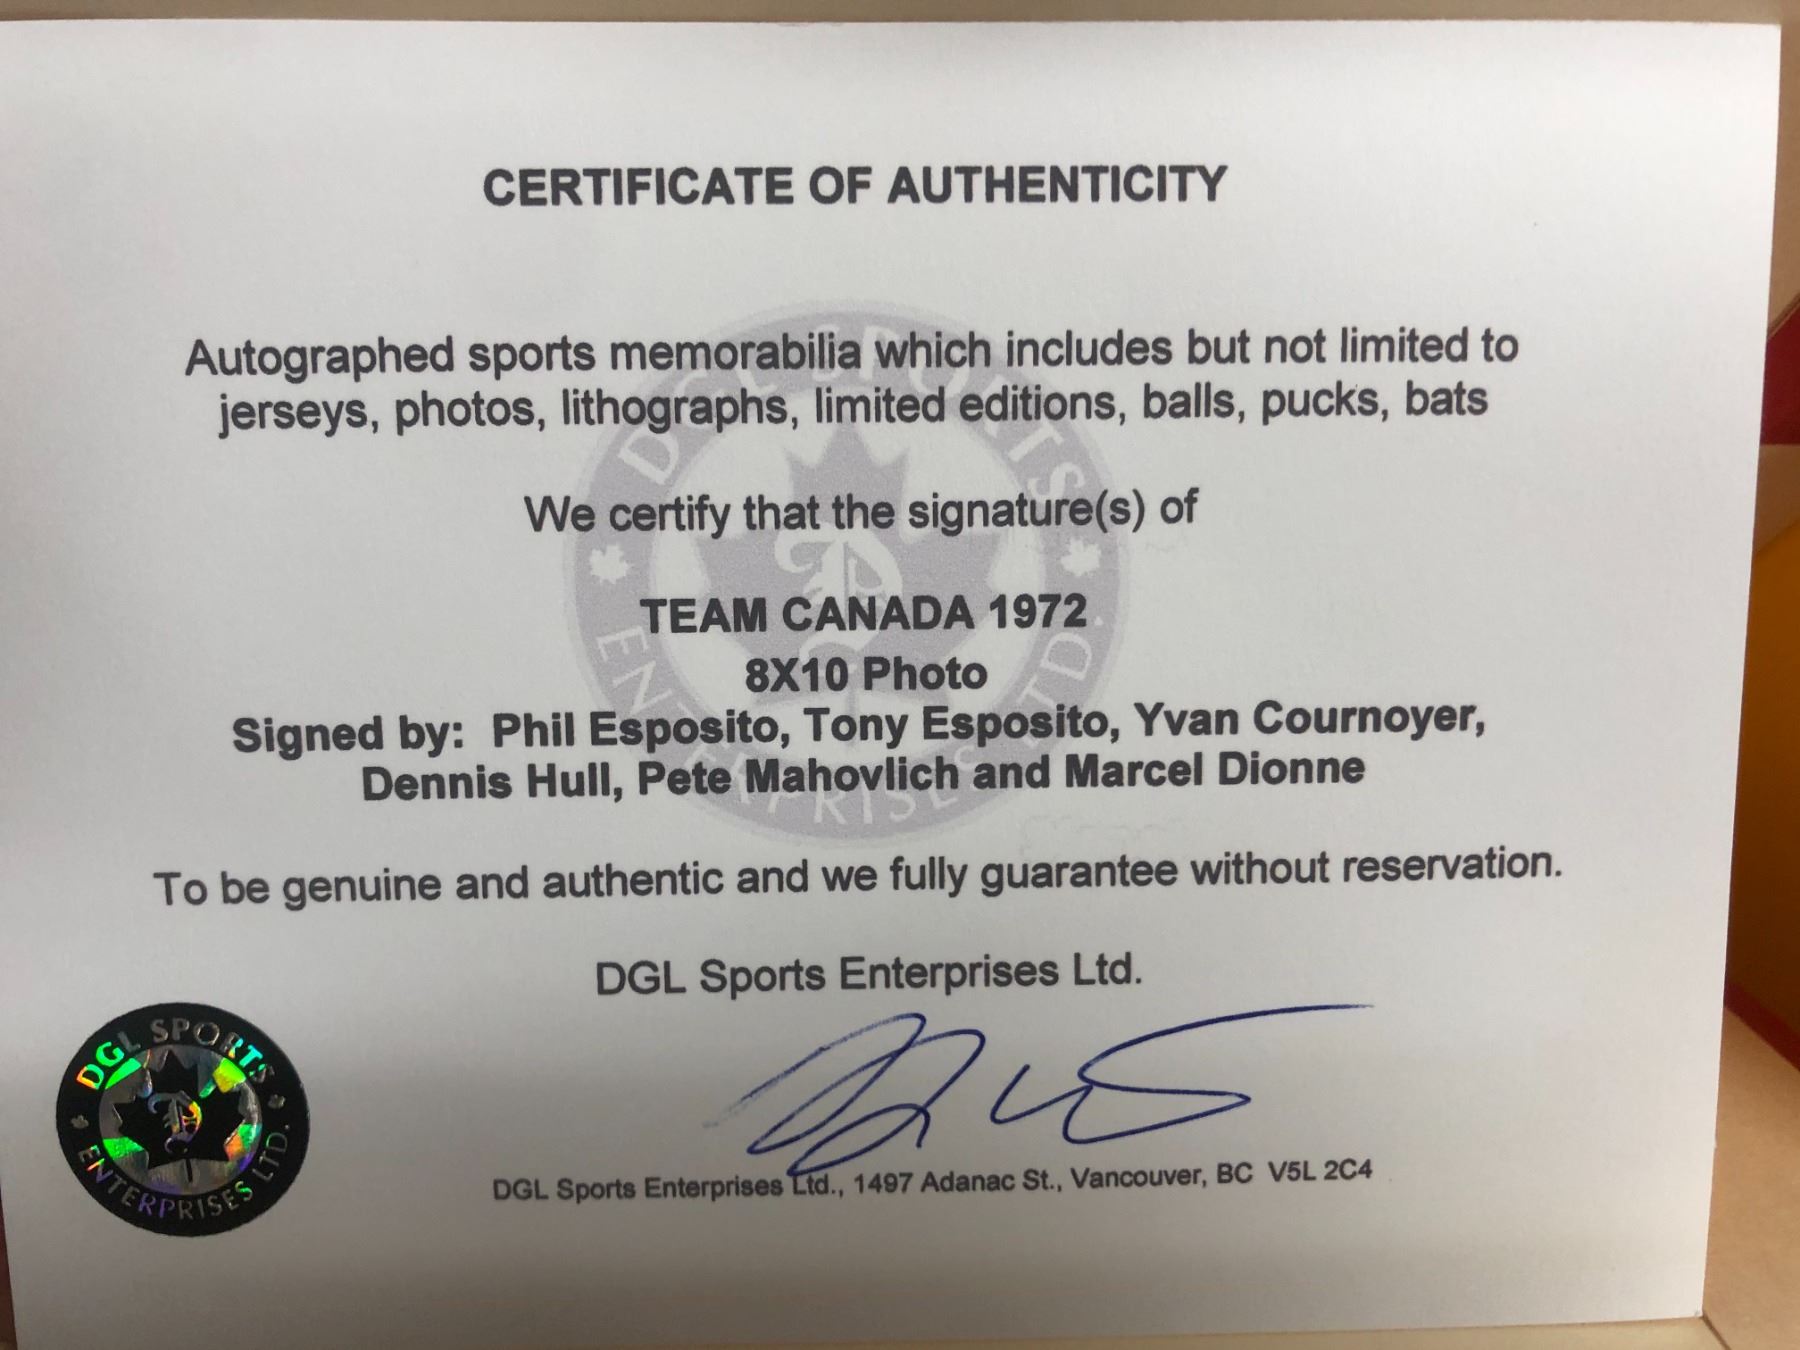 CERTIFICATE OF AUTHENTICITY
Autographed sports memorabilia which includes but not limited to
jerseys, photos, lithographs, limited editions, balls, pucks, bats
We certify that the signature(s) of
TEAM CANADA 1972
8X10 Photo
Signed by: Phil Esposito, Tony Esposito, Yvan Cournoyer,
Dennis Hull, Pete Mahovlich and Marcel Dionne
To be genuine and authentic and we fully guarantee without reservation.
DGL Sports Enterprises Ltd.
DGL Sports Enterprises Ltd., 1497 Adanac St., Vancouver, BC V5L 2C4
DGL SPORTS
ENTERPRISES LTD.
DGL SPORTS
ENTERPRISES LTD.